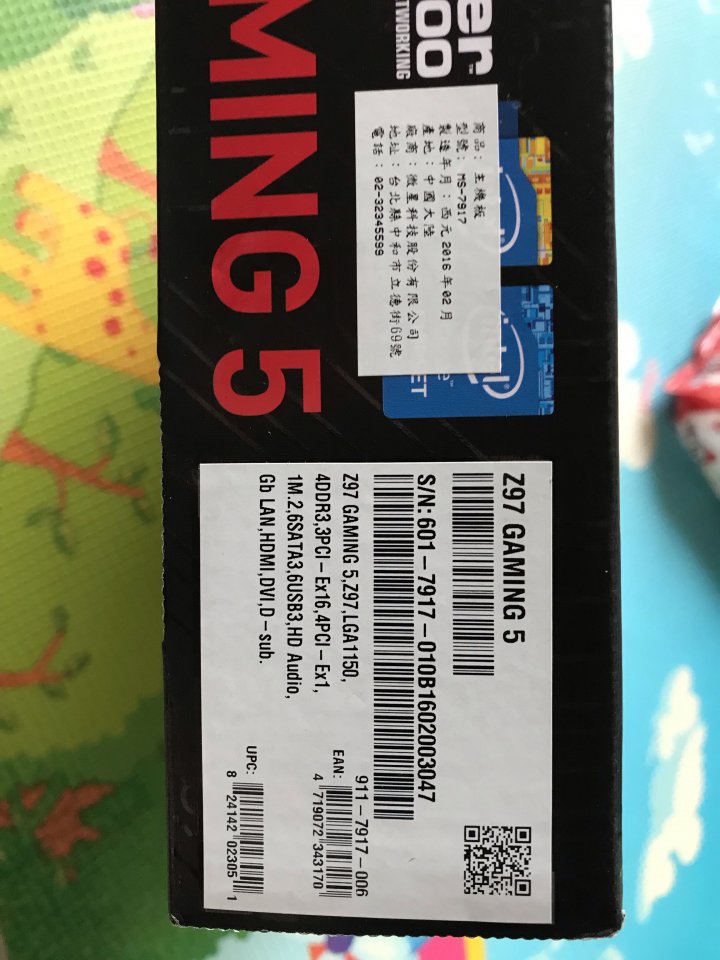 er™
00
TWORKING
MING 5
商品：主機板
型號：MS-7917
製造年月：西元 2016 年 02 月
產地：中國大陸
廠商：微星科技股份有限公司
地址：台北縣中和市立德街69號
電話：02-32345599
Z97 GAMING 5
S/N: 601-7917-010B1602003047
Z97 GAMING 5,Z97,LGA1150,
4DDR3,3PCI-Ex16,4PCI-Ex1,
1M.2,6SATA3,6USB3,HD Audio,
Gb LAN,HDMI,DVI,D-sub.
911-7917-006
EAN:
4 719072 343170
UPC:
8 24142 02305 1